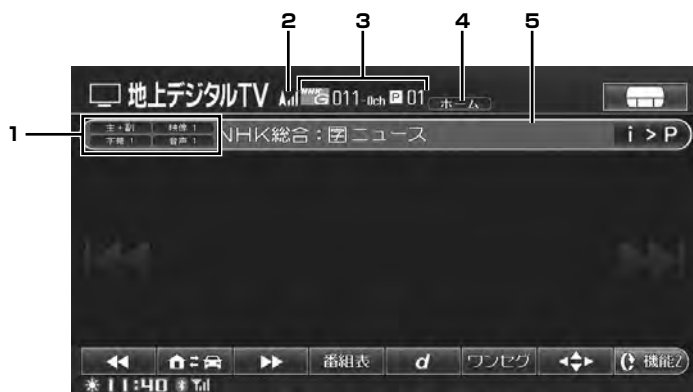 2 3 4 5
地上デジタルTV NHK G 011-0ch P 01 ホーム
1
主+副 映像 1
字幕 1 音声 1
NHK総合：字ニュース i > P
番組表 d ワンセグ 機能2
11:40